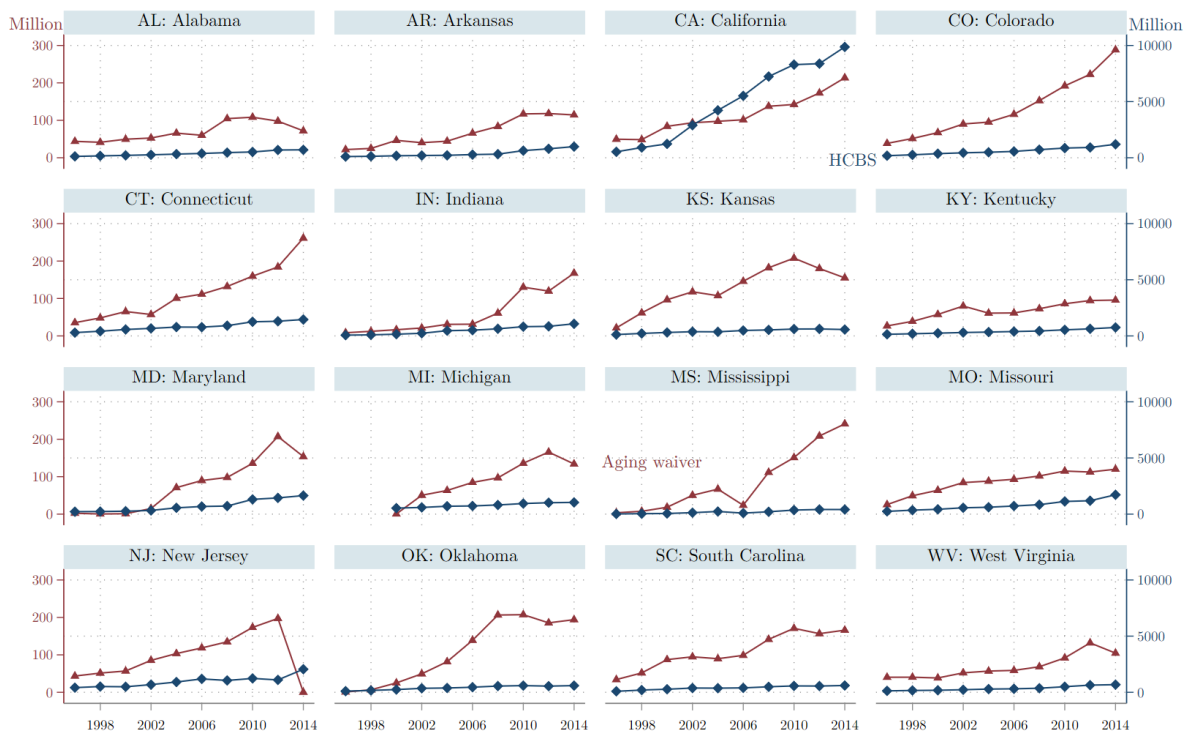 AL: Alabama AR: Arkansas CA: California CO: Colorado
Million Million
300 10000
200
100 5000
0 HCBS 0
CT: Connecticut IN: Indiana KS: Kansas KY: Kentucky
300 10000
200
100 5000
0 0
MD: Maryland MI: Michigan MS: Mississippi MO: Missouri
300 10000
200
Aging waiver 5000
100
0 0
NJ: New Jersey OK: Oklahoma SC: South Carolina WV: West Virginia
300 10000
200
100 5000
0 0
1998 2002 2006 2010 2014 1998 2002 2006 2010 2014 1998 2002 2006 2010 2014 1998 2002 2006 2010 2014